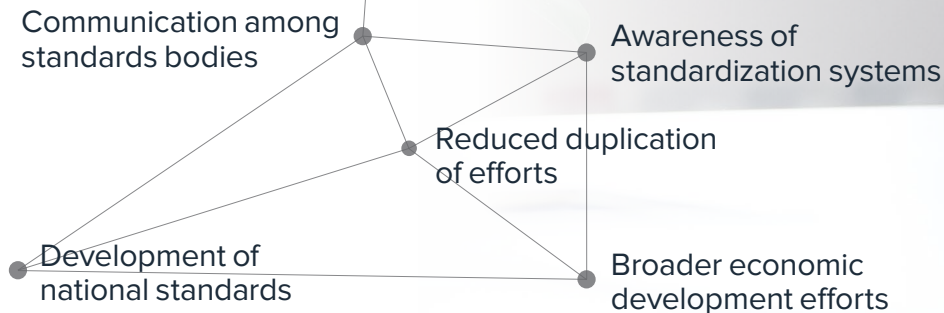 Communication among
standards bodies
Awareness of
standardization systems
Reduced duplication
of efforts
Development of
national standards
Broader economic
development efforts